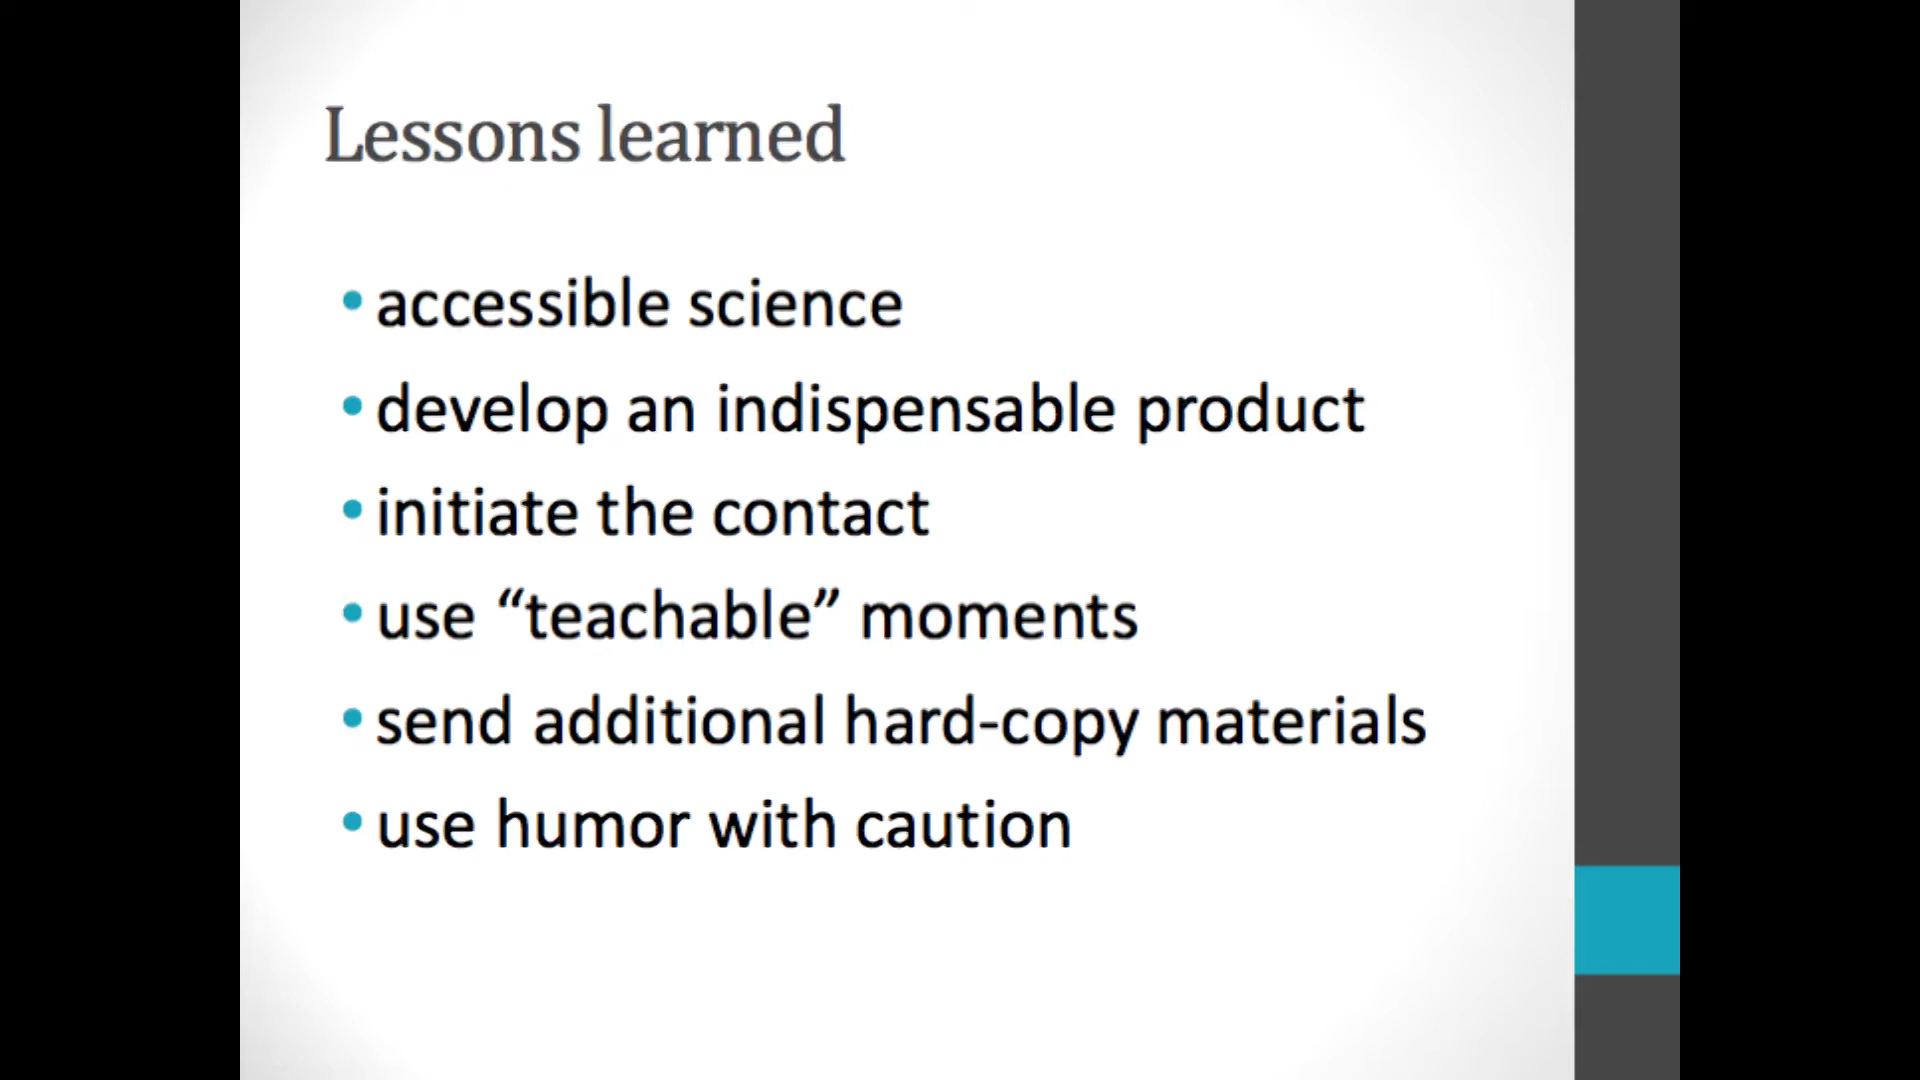 Lessons learned
• accessible science
• develop an indispensable product
• initiate the contact
• use “teachable” moments
• send additional hard-copy materials
• use humor with caution